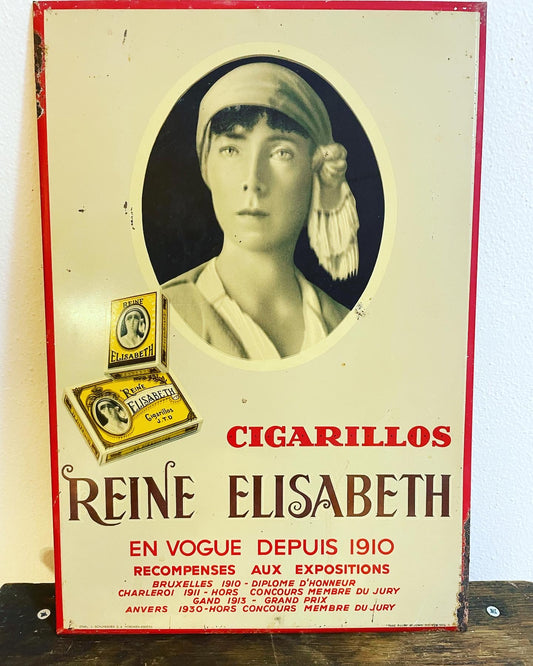 REINE
ELISABETH
REINE
ELISABETH
Cigarillos
J.T.D
CIGARILLOS
REINE ELISABETH
EN VOGUE DEPUIS 1910
RECOMPENSES AUX EXPOSITIONS
BRUXELLES 1910 - DIPLOME D'HONNEUR
CHARLEROI 1911 - HORS CONCOURS MEMBRE DU JURY
GAND 1913 - GRAND PRIX
ANVERS 1930 - HORS CONCOURS MEMBRE DU JURY